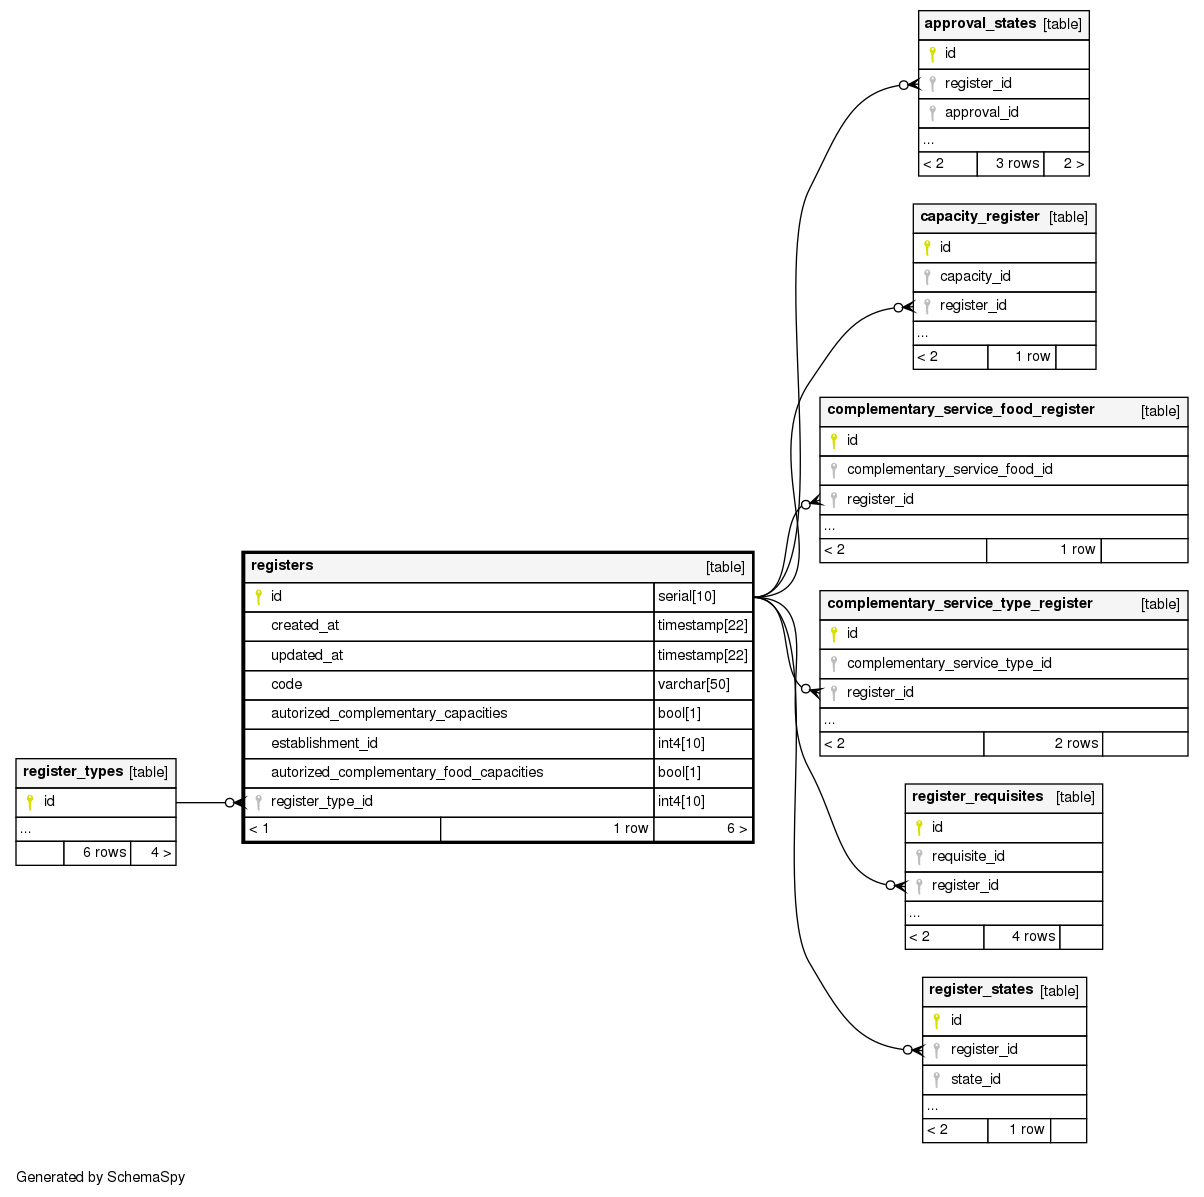 approval_states [table]
id
register_id
approval_id
...
< 2 3 rows 2 >
capacity_register [table]
id
capacity_id
register_id
...
< 2 1 row
complementary_service_food_register [table]
id
complementary_service_food_id
register_id
...
< 2 1 row
registers [table]
id serial[10]
created_at timestamp[22]
updated_at timestamp[22]
code varchar[50]
autorized_complementary_capacities bool[1]
establishment_id int4[10]
autorized_complementary_food_capacities bool[1]
register_type_id int4[10]
< 1 1 row 6 >
complementary_service_type_register [table]
id
complementary_service_type_id
register_id
...
< 2 2 rows
register_types [table]
id
...
6 rows 4 >
register_requisites [table]
id
requisite_id
register_id
...
< 2 4 rows
register_states [table]
id
register_id
state_id
...
< 2 1 row
Generated by SchemaSpy